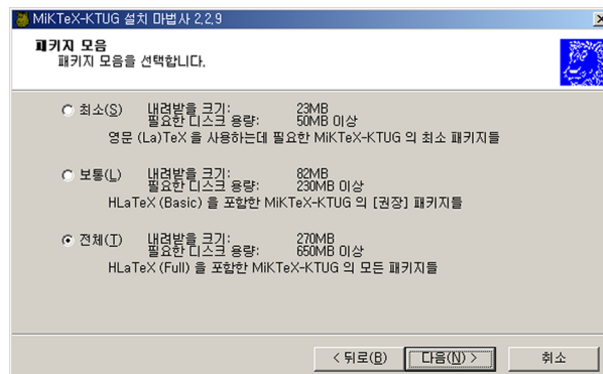 MiKTeX-KTUG 설치 마법사 2,2,9
패키지 모음
패키지 모음을 선택합니다.
최소(S) 내려받을 크기: 23MB
필요한 디스크 용량: 50MB 이상
영문 (La)TeX 을 사용하는데 필요한 MiKTeX-KTUG 의 최소 패키지들
보통(L) 내려받을 크기: 82MB
필요한 디스크 용량: 230MB 이상
HLaTeX (Basic) 을 포함한 MiKTeX-KTUG 의 [권장] 패키지들
전체(T) 내려받을 크기: 270MB
필요한 디스크 용량: 650MB 이상
HLaTeX (Full) 을 포함한 MiKTeX-KTUG 의 모든 패키지들
< 뒤로(B) 다음(N) > 취소